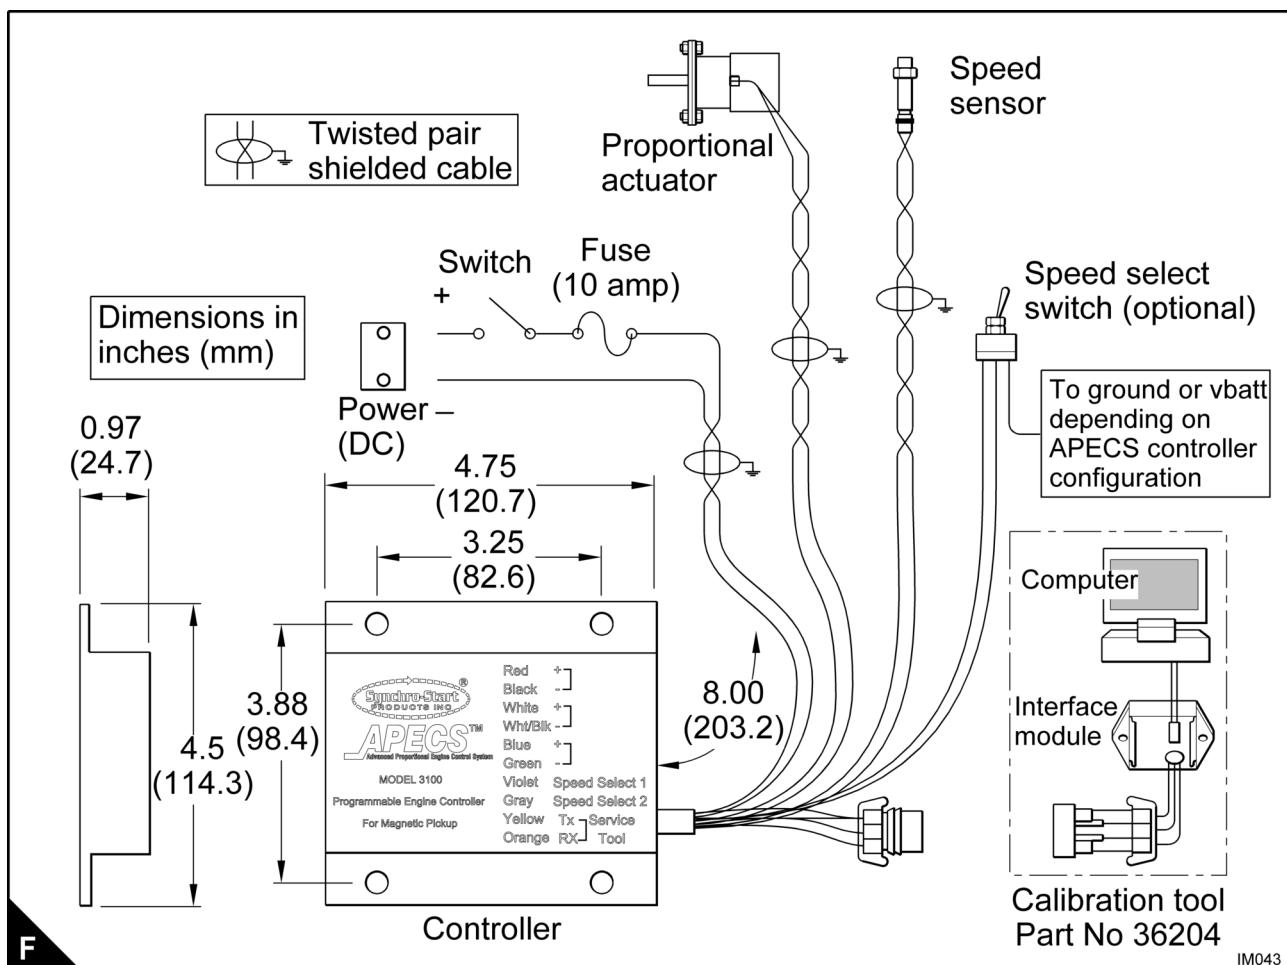 Speed
sensor
Proportional
actuator
Twisted pair
shielded cable
Switch
Fuse
(10 amp)
+
Speed select
switch (optional)
Dimensions in
inches (mm)
Power –
(DC)
To ground or vbatt
depending on
APECS controller
configuration
0.97
(24.7)
4.75
(120.7)
3.25
(82.6)
Computer
8.00
(203.2)
Interface
module
3.88
(98.4)
4.5
(114.3)
Synchro-Start®
PRODUCTS INC
APECS™
Advanced Proportional Engine Control System
MODEL 3100
Programmable Engine Controller
For Magnetic Pickup
Red +
Black -
White +
Wht/Blk -
Blue +
Green -
Violet Speed Select 1
Gray Speed Select 2
Yellow Tx Service
Orange RX Tool
Controller
Calibration tool
Part No 36204
F
IM043